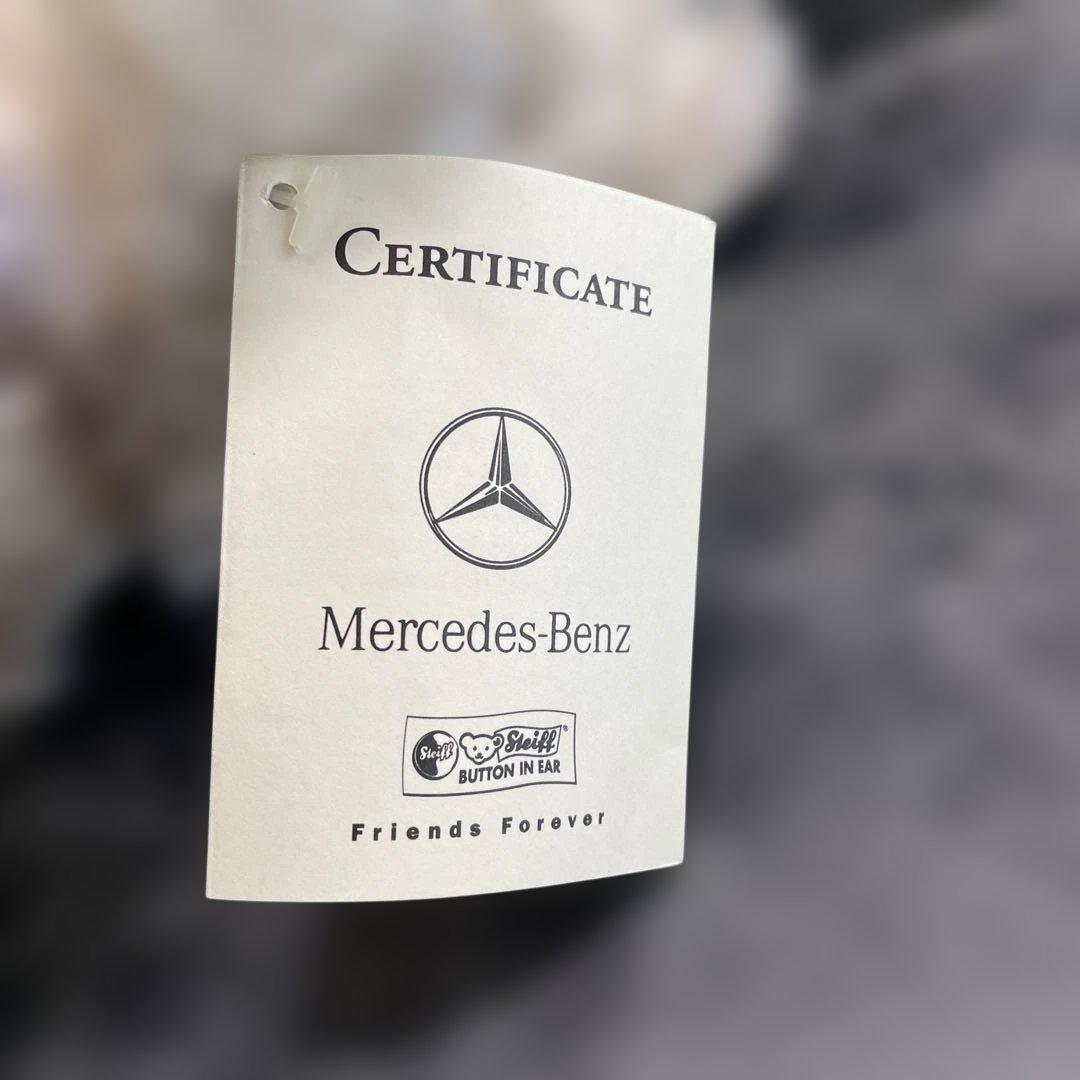 CERTIFICATE
Mercedes-Benz
Steiff Steiff®
BUTTON IN EAR
Friends Forever